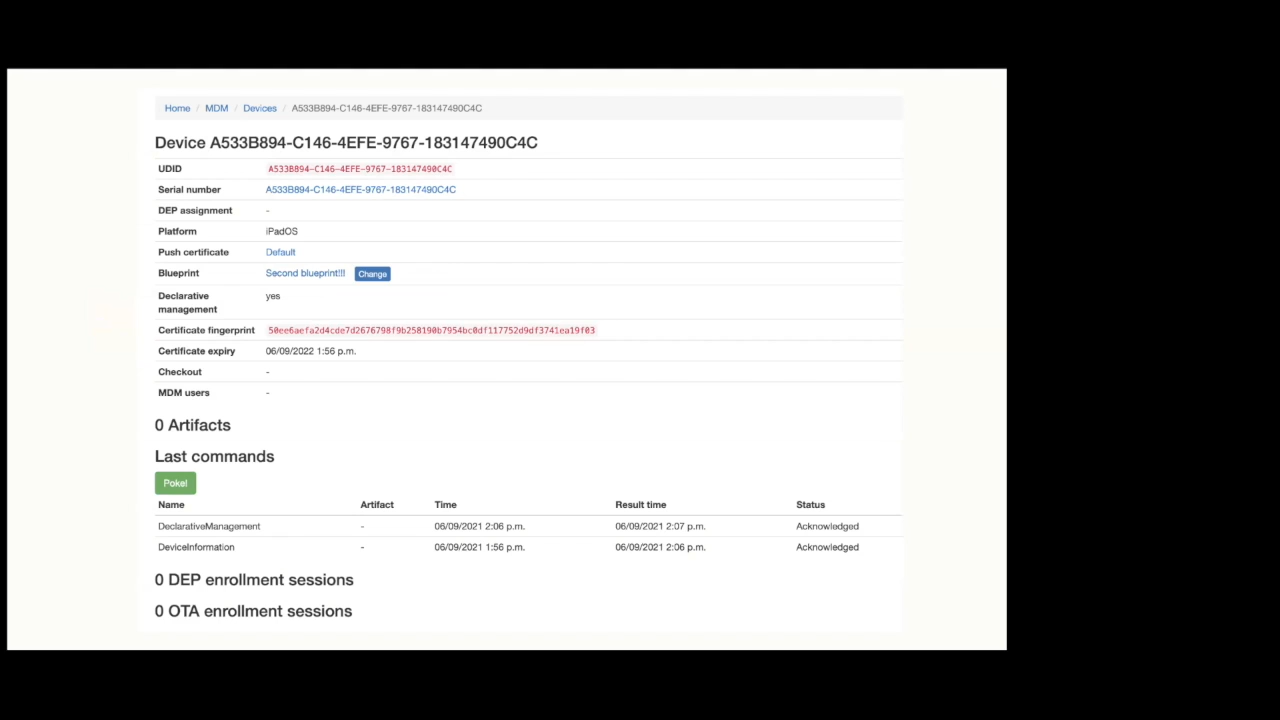 Home / MDM / Devices / A533B894-C146-4EFE-9767-183147490C4C
Device A533B894-C146-4EFE-9767-183147490C4C
UDID A533B894-C146-4EFE-9767-183147490C4C
Serial number A533B894-C146-4EFE-9767-183147490C4C
DEP assignment -
Platform iPadOS
Push certificate Default
Blueprint Second blueprint!!! Change
Declarative management yes
Certificate fingerprint 50ee6aefa2d4cde7d2676798f9b258190b7954bc0df117752d9df3741ea19f03
Certificate expiry 06/09/2022 1:56 p.m.
Checkout -
MDM users -
0 Artifacts
Last commands
Poke!
Name Artifact Time Result time Status
DeclarativeManagement - 06/09/2021 2:06 p.m. 06/09/2021 2:07 p.m. Acknowledged
DeviceInformation - 06/09/2021 1:56 p.m. 06/09/2021 2:06 p.m. Acknowledged
0 DEP enrollment sessions
0 OTA enrollment sessions